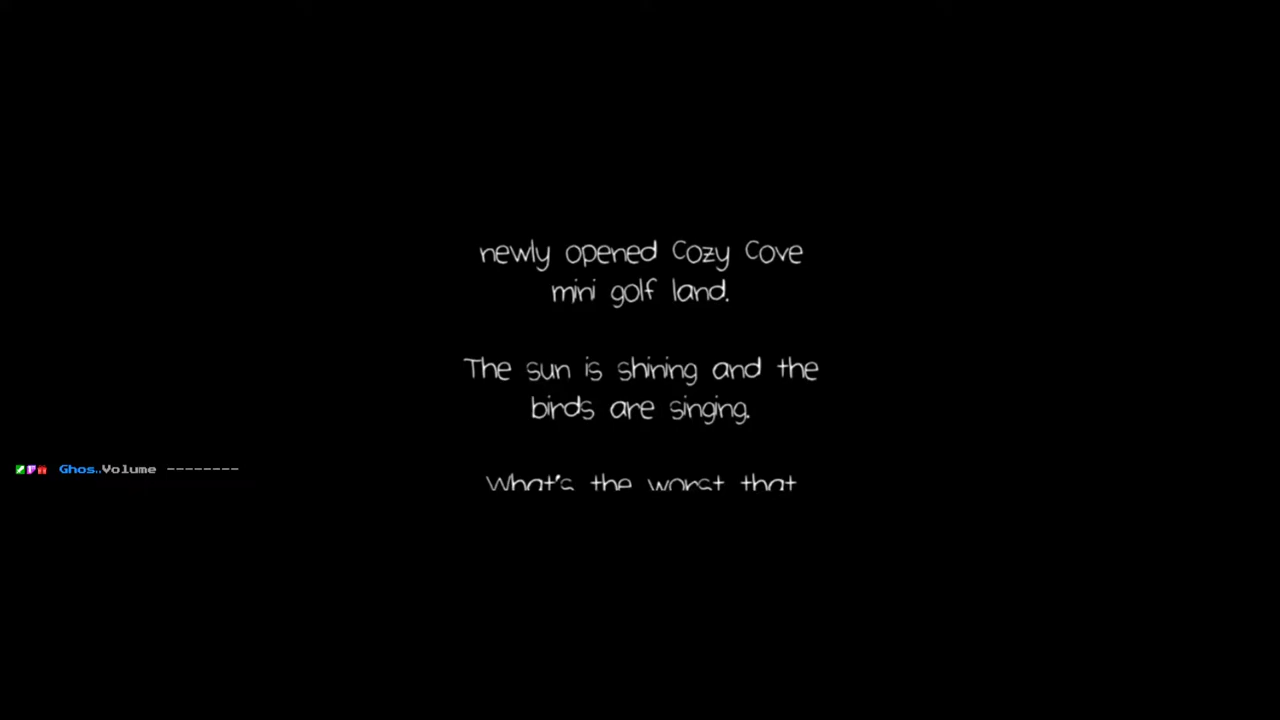 newly opened Cozy Cove
mini golf land.
The sun is shining and the
birds are singing.
Ghos..Volume --------
What's the worst that